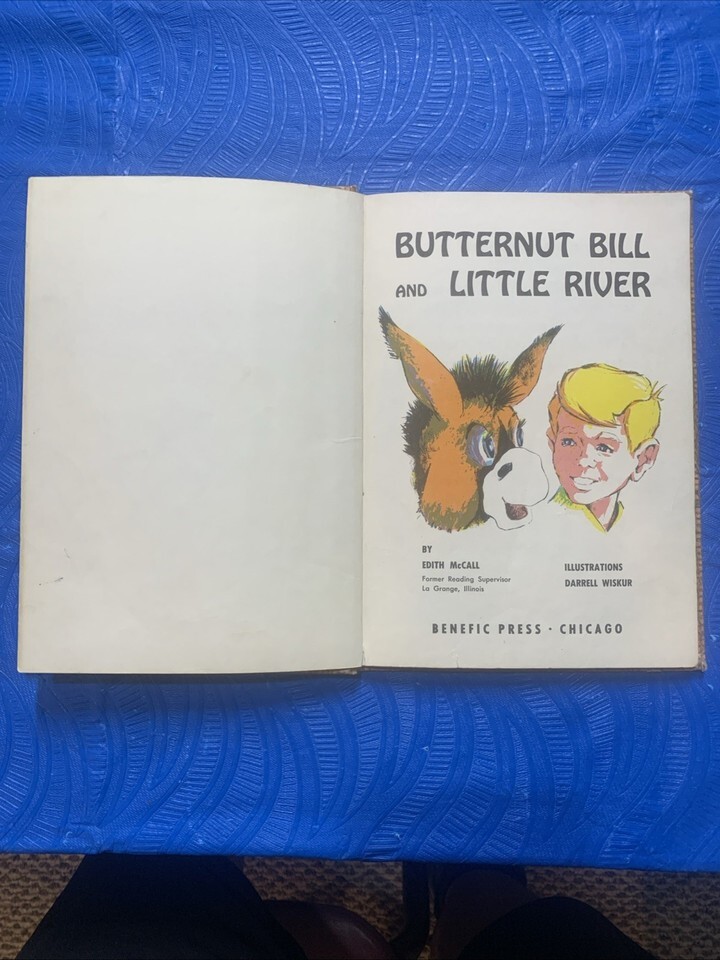 BUTTERNUT BILL
AND LITTLE RIVER
BY
EDITH McCALL
Former Reading Supervisor
La Grange, Illinois
ILLUSTRATIONS
DARRELL WISKUR
BENEFIC PRESS · CHICAGO